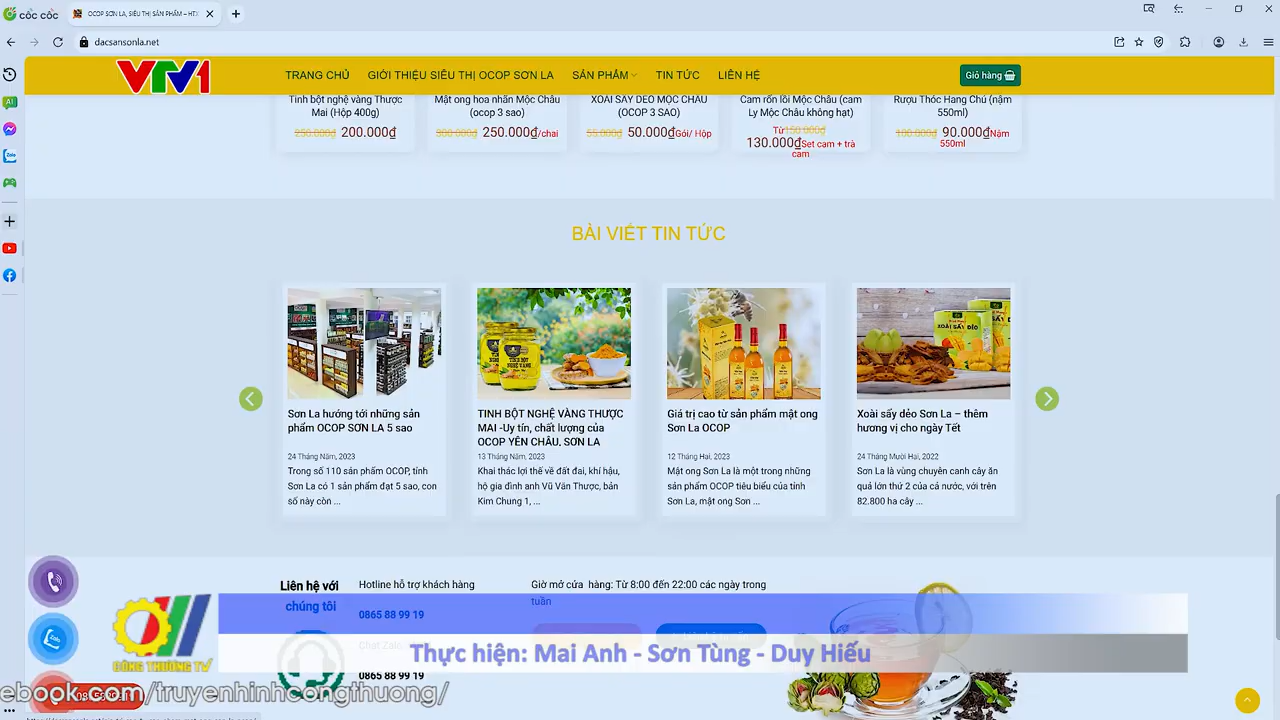 cốc cốc
OCOP SƠN LA, SIÊU THỊ SẢN PHẨM – HTX
dacsansonla.net
VTV1
TRANG CHỦ
GIỚI THIỆU SIÊU THỊ OCOP SƠN LA
SẢN PHẨM
TIN TỨC
LIÊN HỆ
Giỏ hàng
Tinh bột nghệ vàng Thược
Mai (Hộp 400g)
250.000₫ 200.000₫
Mật ong hoa nhãn Mộc Châu
(ocop 3 sao)
300.000₫ 250.000₫/chai
XOÀI SẤY DẺO MỘC CHÂU
(OCOP 3 SAO)
55.000₫ 50.000₫Gói/ Hộp
Cam rốn lõi Mộc Châu (cam
Ly Mộc Châu không hạt)
Từ150.000₫
130.000₫Set cam + trà
cam
Rượu Thóc Hang Chú (nậm
550ml)
100.000₫ 90.000₫Nậm
550ml
BÀI VIẾT TIN TỨC
Sơn La hướng tới những sản
phẩm OCOP SƠN LA 5 sao
24 Tháng Năm, 2023
Trong số 110 sản phẩm OCOP, tỉnh
Sơn La có 1 sản phẩm đạt 5 sao, con
số này còn ...
TINH BỘT NGHỆ VÀNG THƯỢC
MAI -Uy tín, chất lượng của
OCOP YÊN CHÂU, SƠN LA
13 Tháng Năm, 2023
Khai thác lợi thế về đất đai, khí hậu,
hộ gia đình anh Vũ Văn Thược, bản
Kim Chung 1, ...
Giá trị cao từ sản phẩm mật ong
Sơn La OCOP
12 Tháng Hai, 2023
Mật ong Sơn La là một trong những
sản phẩm OCOP tiêu biểu của tỉnh
Sơn La, mật ong Sơn ...
Xoài sấy dẻo Sơn La – thêm
hương vị cho ngày Tết
24 Tháng Mười Hai, 2022
Sơn La là vùng chuyên canh cây ăn
quả lớn thứ 2 của cả nước, với trên
82.800 ha cây ...
Liên hệ với
chúng tôi
Hotline hỗ trợ khách hàng
0865 88 99 19
Chat Zalo
0865 88 99 19
Giờ mở cửa hàng: Từ 8:00 đến 22:00 các ngày trong
tuần
CÔNG THƯƠNG TV
Thực hiện: Mai Anh - Sơn Tùng - Duy Hiếu
ebook.com/truyenhinhcongthuong/